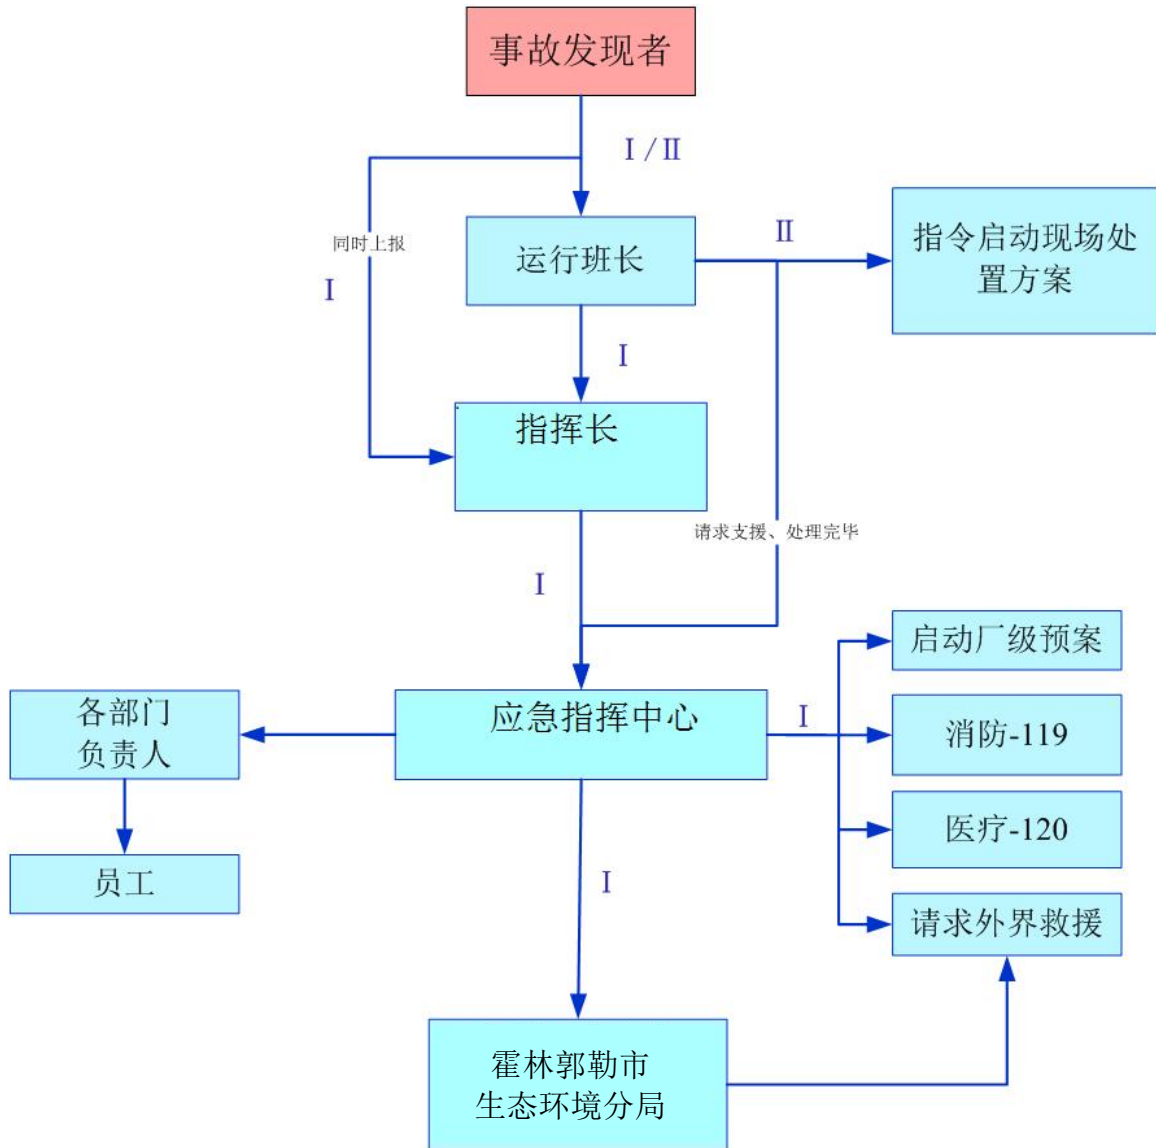 事故发现者
Ⅰ/Ⅱ
同时上报
Ⅰ
运行班长
Ⅱ
指令启动现场处
置方案
Ⅰ
指挥长
请求支援、处理完毕
Ⅰ
启动厂级预案
各部门
负责人
应急指挥中心
Ⅰ
消防-119
医疗-120
员工
Ⅰ
请求外界救援
霍林郭勒市
生态环境分局